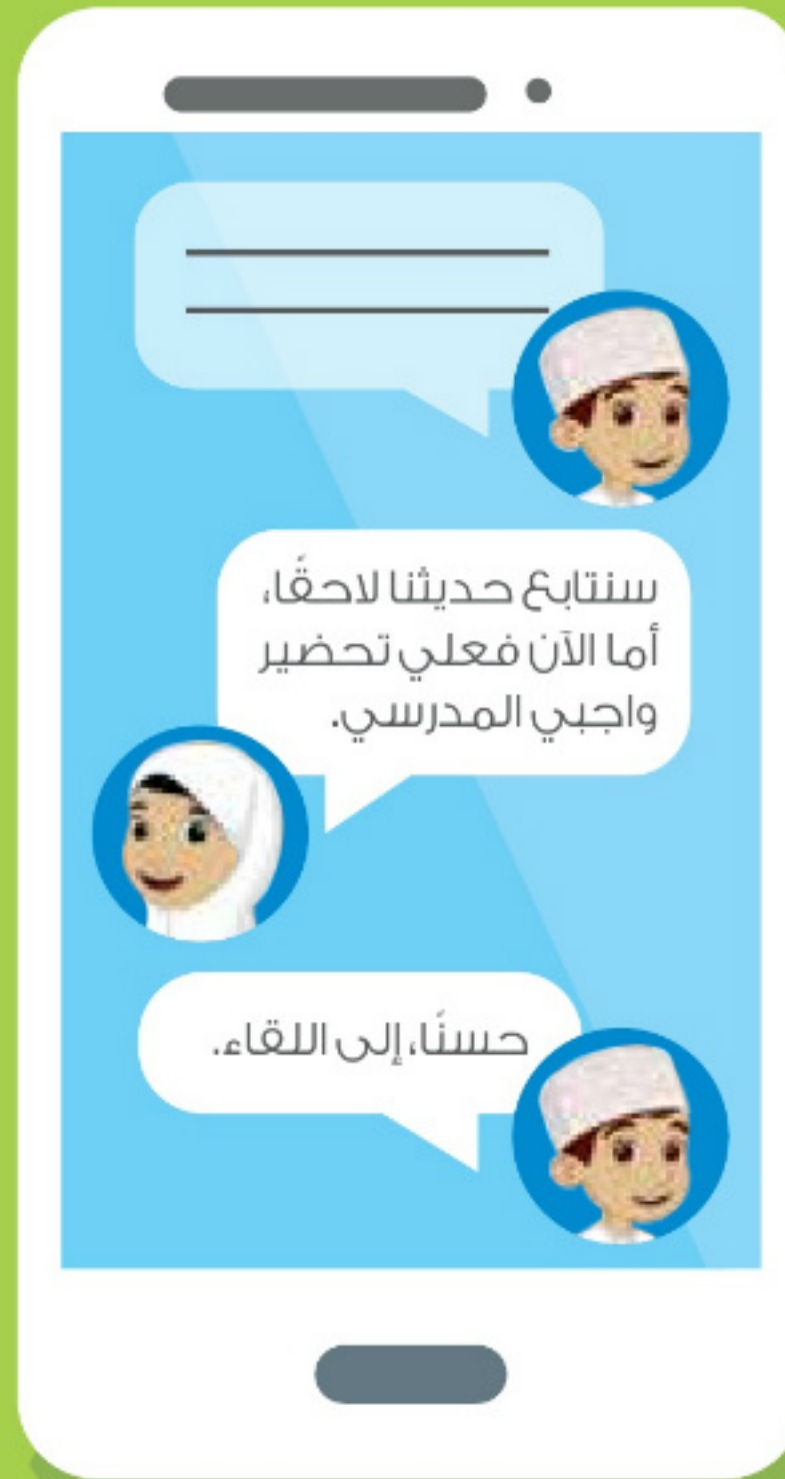 سنتابع حديثنا لاحقًا،
أما الآن فعلي تحضير
واجبي المدرسي.
حسنًا، إلى اللقاء.